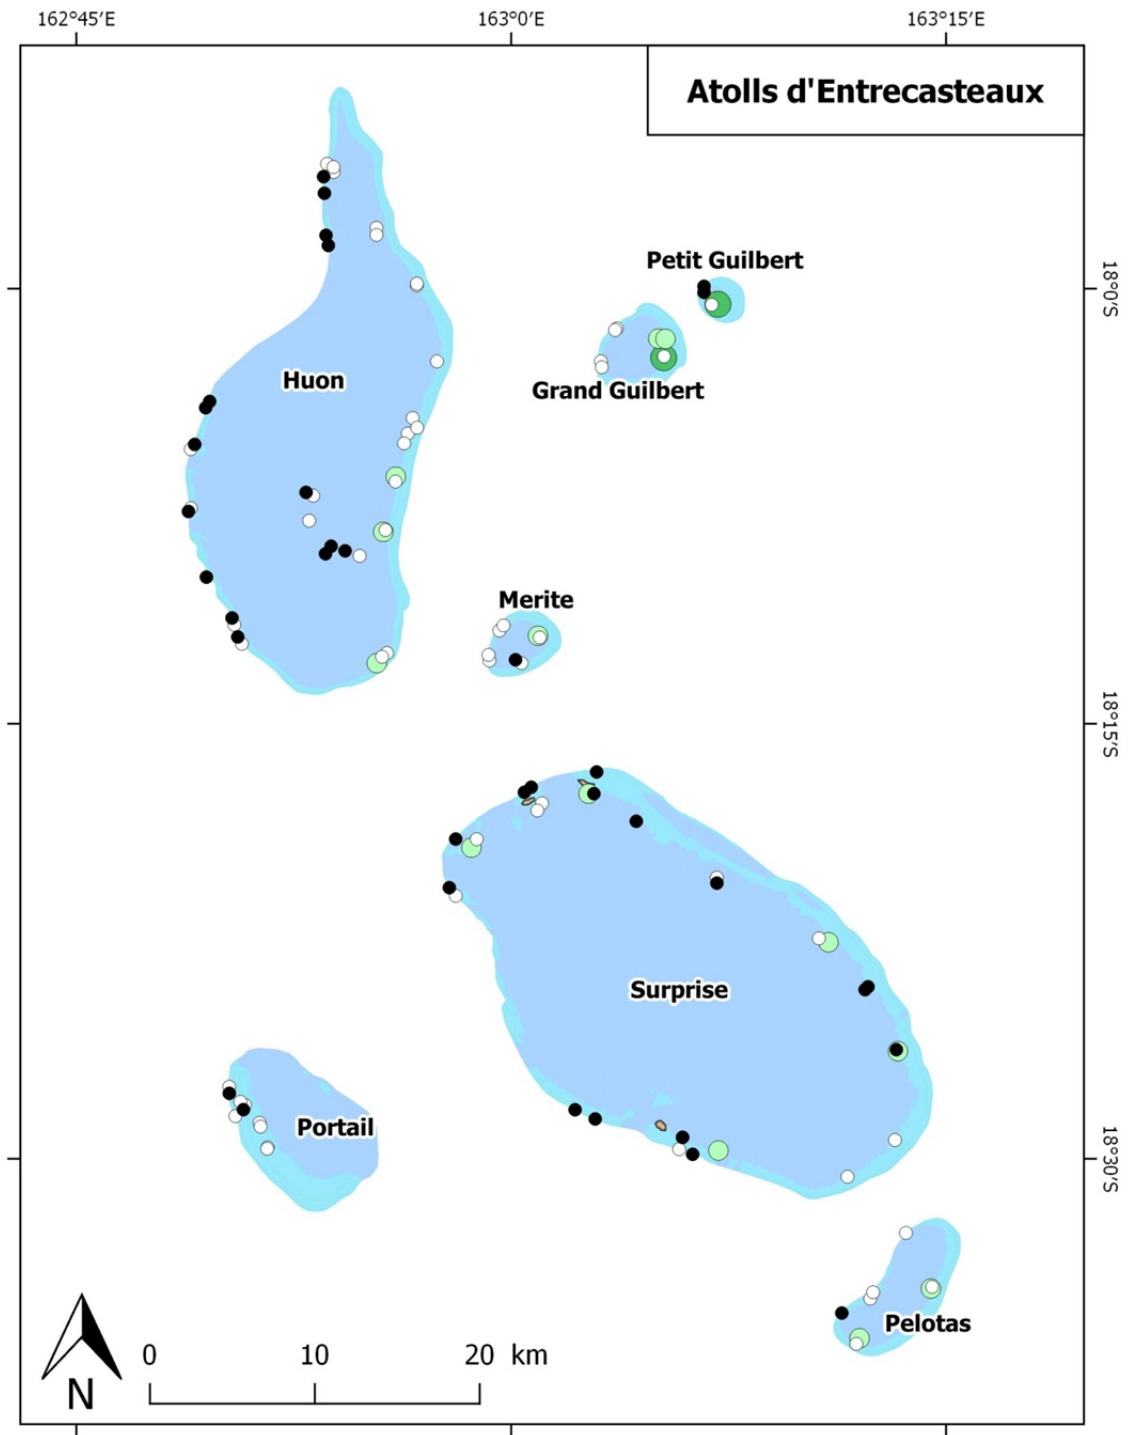 162°45'E 163°0'E 163°15'E
Atolls d'Entrecasteaux
Petit Guilbert
18°0'S
Huon
Grand Guilbert
Merite
18°15'S
Surprise
Portail
18°30'S
Pelotas
0 10 20 km
N